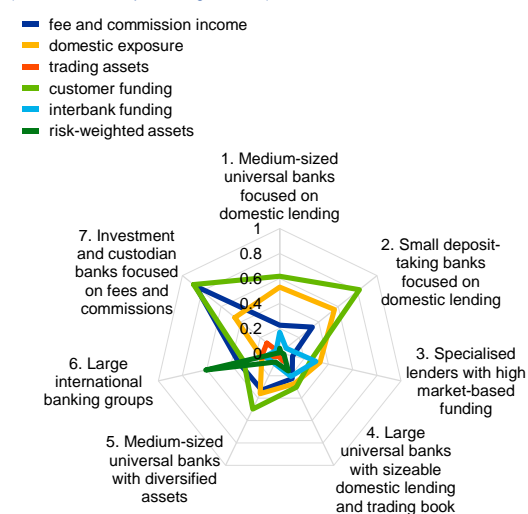 fee and commission income
domestic exposure
trading assets
customer funding
interbank funding
risk-weighted assets
1. Medium-sized
universal banks
focused on
domestic lending
2. Small deposit-
taking banks
focused on
domestic lending
3. Specialised
lenders with high
market-based
funding
4. Large
universal banks
with sizeable
domestic lending
and trading book
5. Medium-sized
universal banks
with diversified
assets
6. Large
international
banking groups
7. Investment
and custodian
banks focused
on fees and
commissions
1
0.8
0.6
0.4
0.2
0